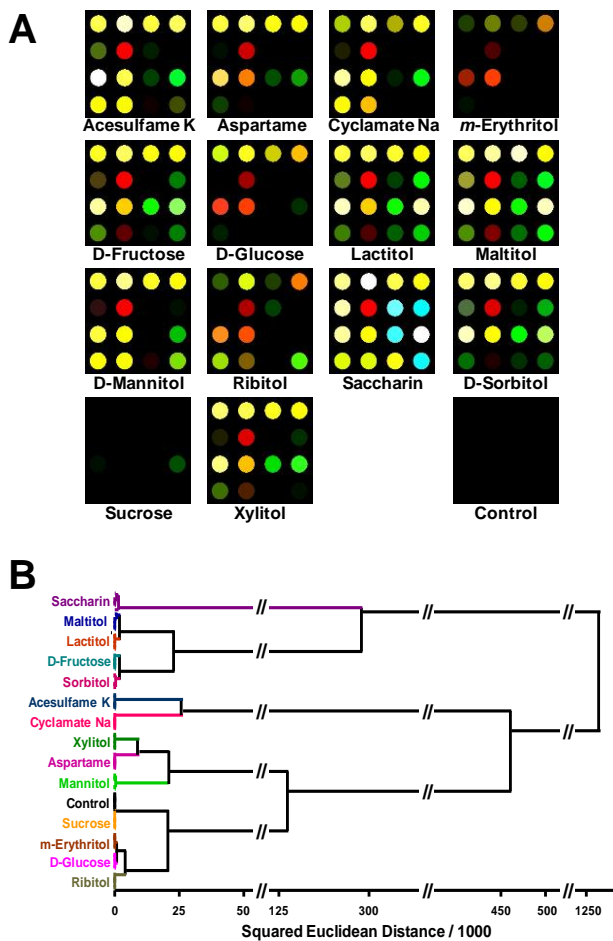 A
Acesulfame K Aspartame Cyclamate Na m-Erythritol
D-Fructose D-Glucose Lactitol Maltitol
D-Mannitol Ribitol Saccharin D-Sorbitol
Sucrose Xylitol Control
B
Saccharin
Maltitol
Lactitol
D-Fructose
Sorbitol
Acesulfame K
Cyclamate Na
Xylitol
Aspartame
Mannitol
Control
Sucrose
m-Erythritol
D-Glucose
Ribitol
0 25 50 125 300 450 500 1250
Squared Euclidean Distance / 1000